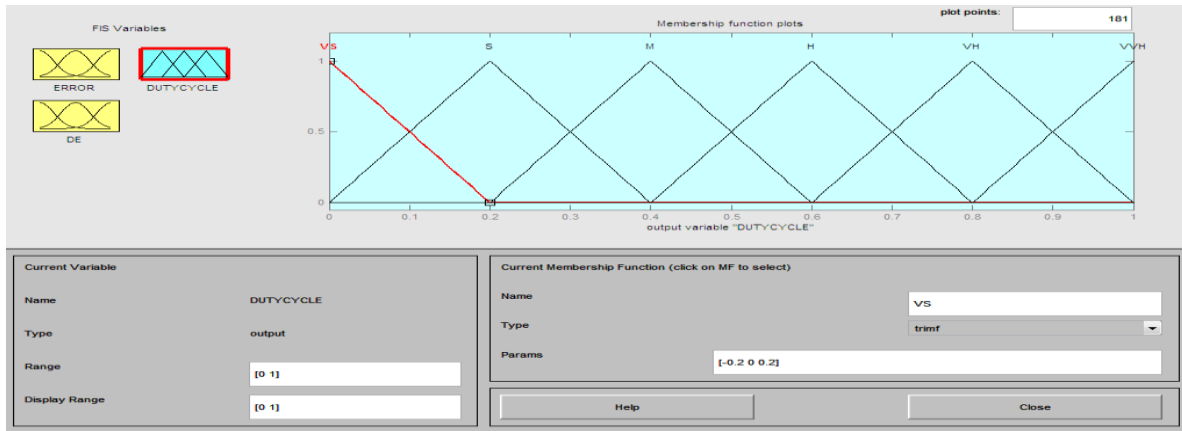 FIS Variables
Membership function plots
plot points:
181
ERROR
DUTYCYCLE
DE
VS
S
M
H
VH
VVH
1
0.5
0
0
0.1
0.2
0.3
0.4
0.5
0.6
0.7
0.8
0.9
1
output variable "DUTYCYCLE"
Current Variable
Name
DUTYCYCLE
Type
output
Range
[0 1]
Display Range
[0 1]
Current Membership Function (click on MF to select)
Name
VS
Type
trimf
Params
[-0.2 0 0.2]
Help
Close